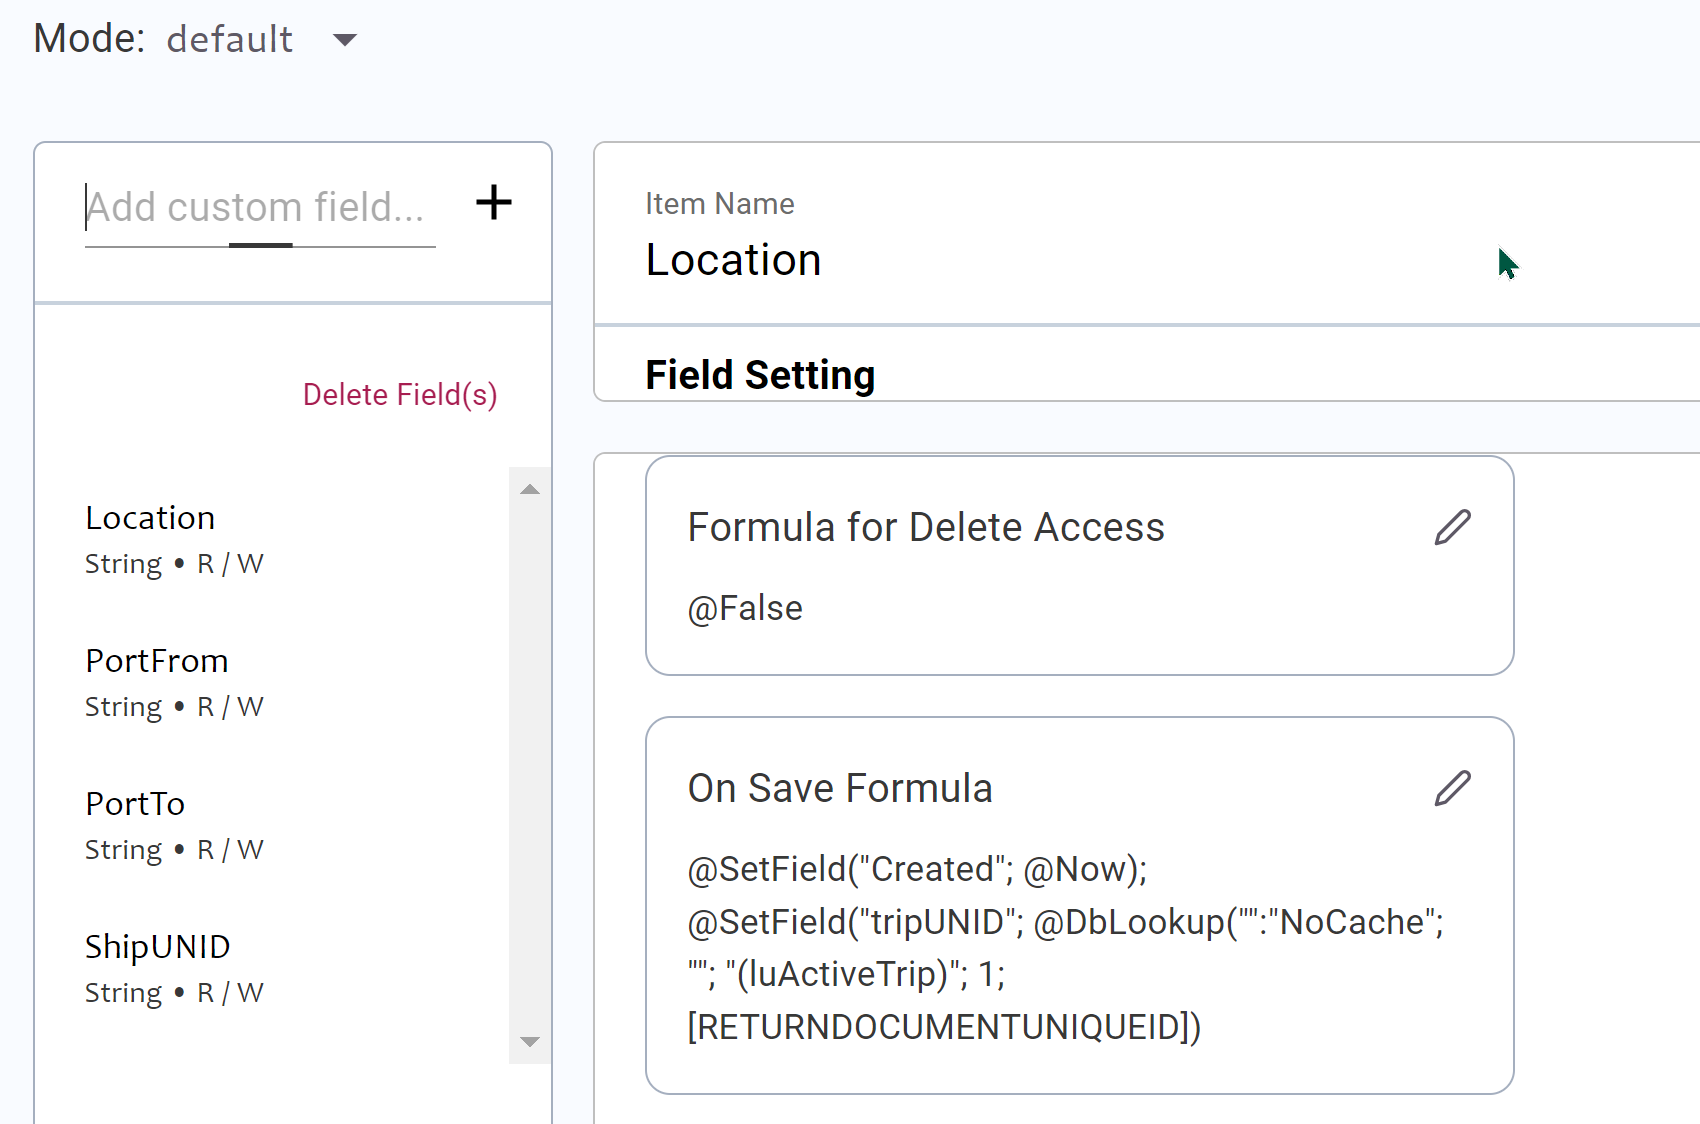 Mode: default
Add custom field...
Delete Field(s)
Location
String • R / W
PortFrom
String • R / W
PortTo
String • R / W
ShipUNID
String • R / W
Item Name
Location
Field Setting
Formula for Delete Access
@False
On Save Formula
@SetField("Created"; @Now);
@SetField("tripUNID"; @DbLookup("":"NoCache";
""; "(luActiveTrip)"; 1;
[RETURNDOCUMENTUNIQUEID])